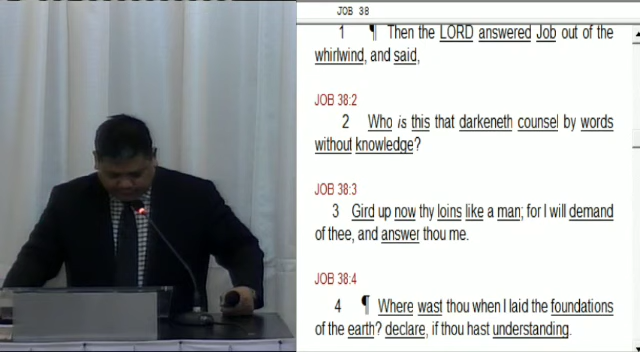 JOB 38
1 ¶ Then the LORD answered Job out of the
whirlwind, and said,
JOB 38:2
2 Who is this that darkeneth counsel by words
without knowledge?
JOB 38:3
3 Gird up now thy loins like a man; for I will demand
of thee, and answer thou me.
JOB 38:4
4 ¶ Where wast thou when I laid the foundations
of the earth? declare, if thou hast understanding.